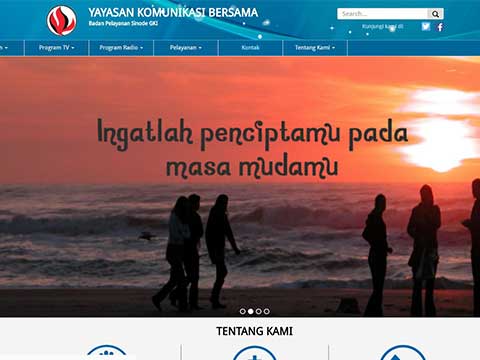 YAYASAN KOMUNIKASI BERSAMA
Badan Pelayanan Sinode GKI
Search...
Kunjungi kami di
Program TV
Program Radio
Pelayanan
Kontak
Tentang Kami
Ingatlah penciptamu pada
masa mudamu
TENTANG KAMI